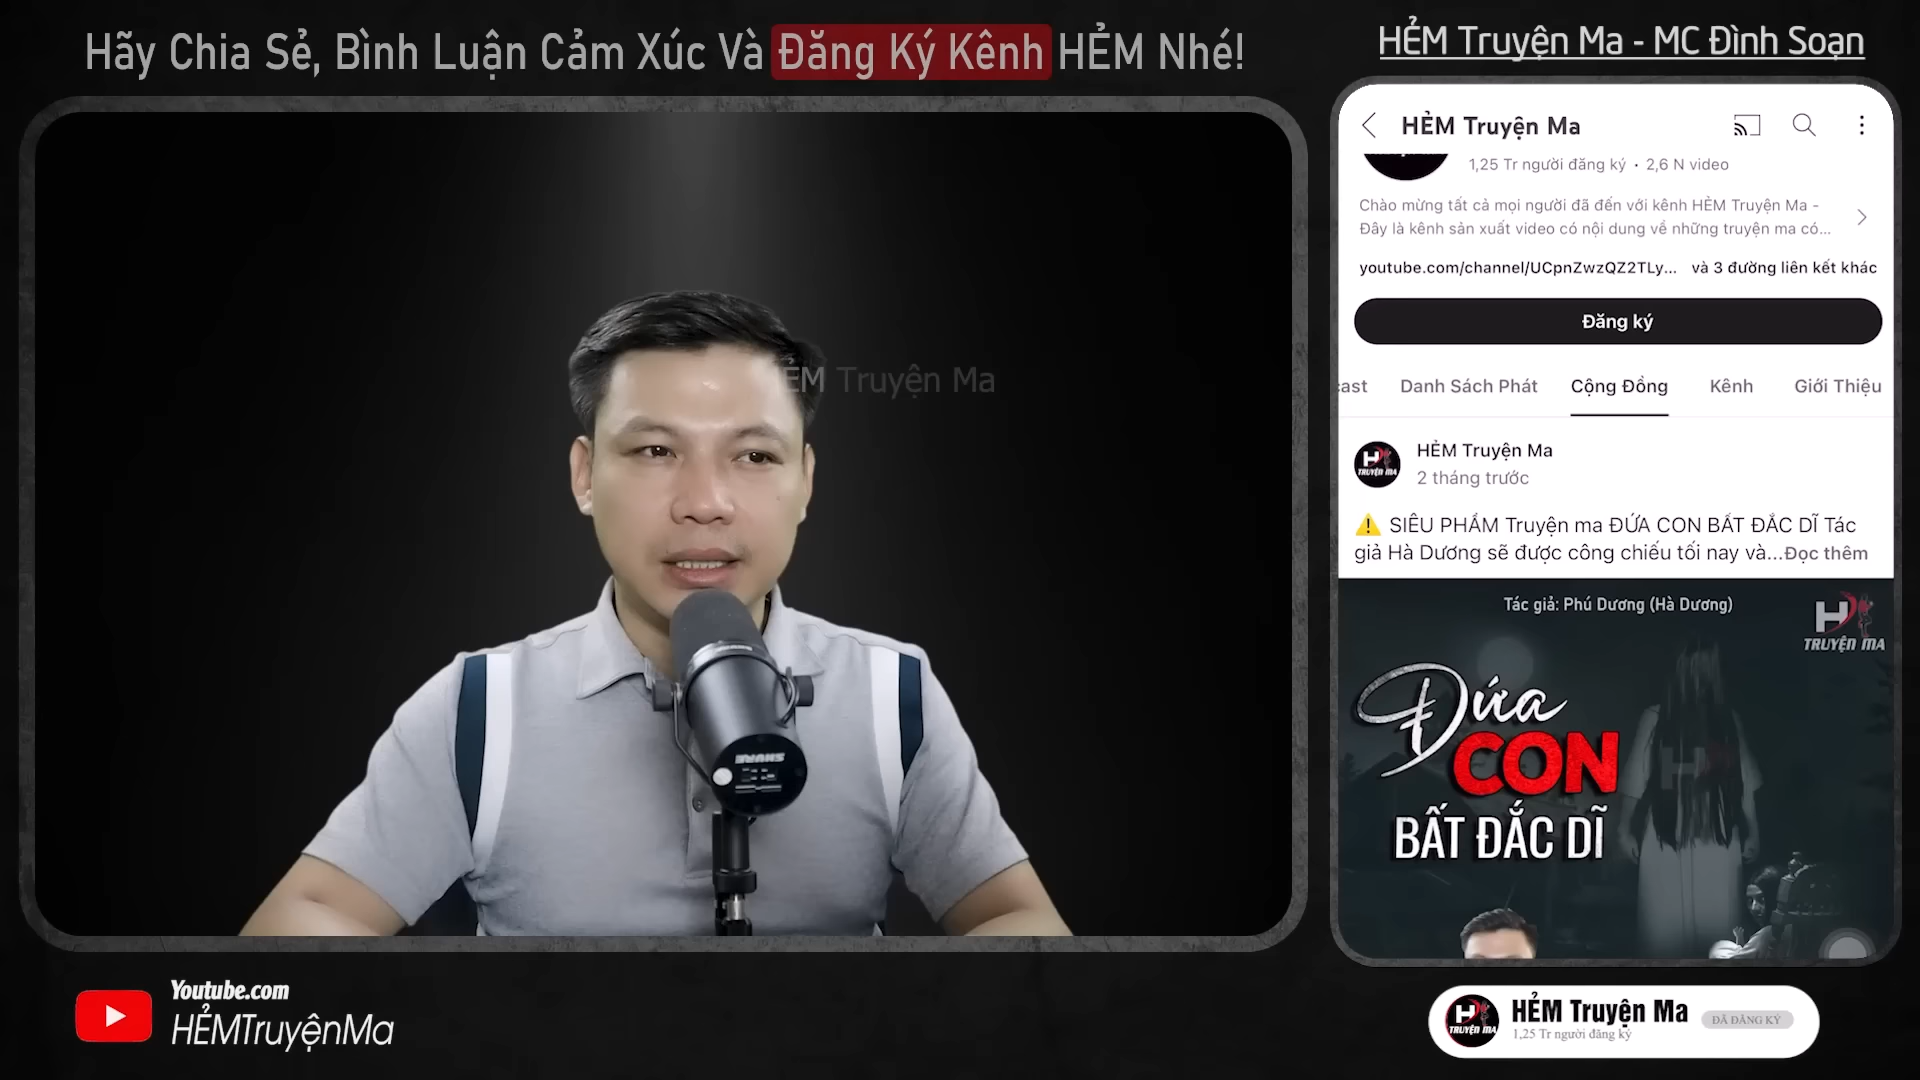 Hãy Chia Sẻ, Bình Luận Cảm Xúc Và Đăng Ký Kênh HẺM Nhé!
HẺM Truyện Ma - MC Đình Soạn
HẺM Truyện Ma
1,25 Tr người đăng ký • 2,6 N video
Chào mừng tất cả mọi người đã đến với kênh HẺM Truyện Ma -
Đây là kênh sản xuất video có nội dung về những truyện ma có...
youtube.com/channel/UCpnZwzQZ2TLy... và 3 đường liên kết khác
Đăng ký
cast Danh Sách Phát Cộng Đồng Kênh Giới Thiệu
HẺM Truyện Ma
2 tháng trước
H TRUYỆN MA
⚠️ SIÊU PHẨM Truyện ma ĐỨA CON BẤT ĐẮC DĨ Tác
giả Hà Dương sẽ được công chiếu tối nay và...Đọc thêm
Tác giả: Phú Dương (Hà Dương)
H
TRUYỆN MA
Đứa
CON
BẤT ĐẮC DĨ
ẺM Truyện Ma
SHURE
Youtube.com
HẺMTruyệnMa
H TRUYỆN MA
HẺM Truyện Ma
1,25 Tr người đăng ký
ĐÃ ĐĂNG KÝ